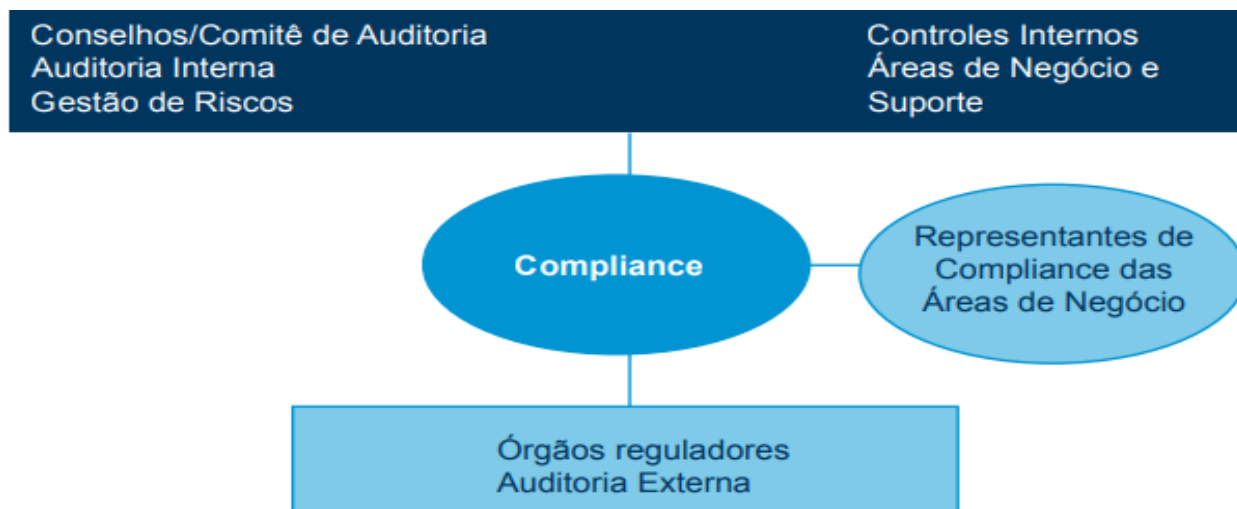 Conselhos/Comitê de Auditoria
Auditoria Interna
Gestão de Riscos
Controles Internos
Áreas de Negócio e
Suporte
Compliance
Representantes de
Compliance das
Áreas de Negócio
Órgãos reguladores
Auditoria Externa